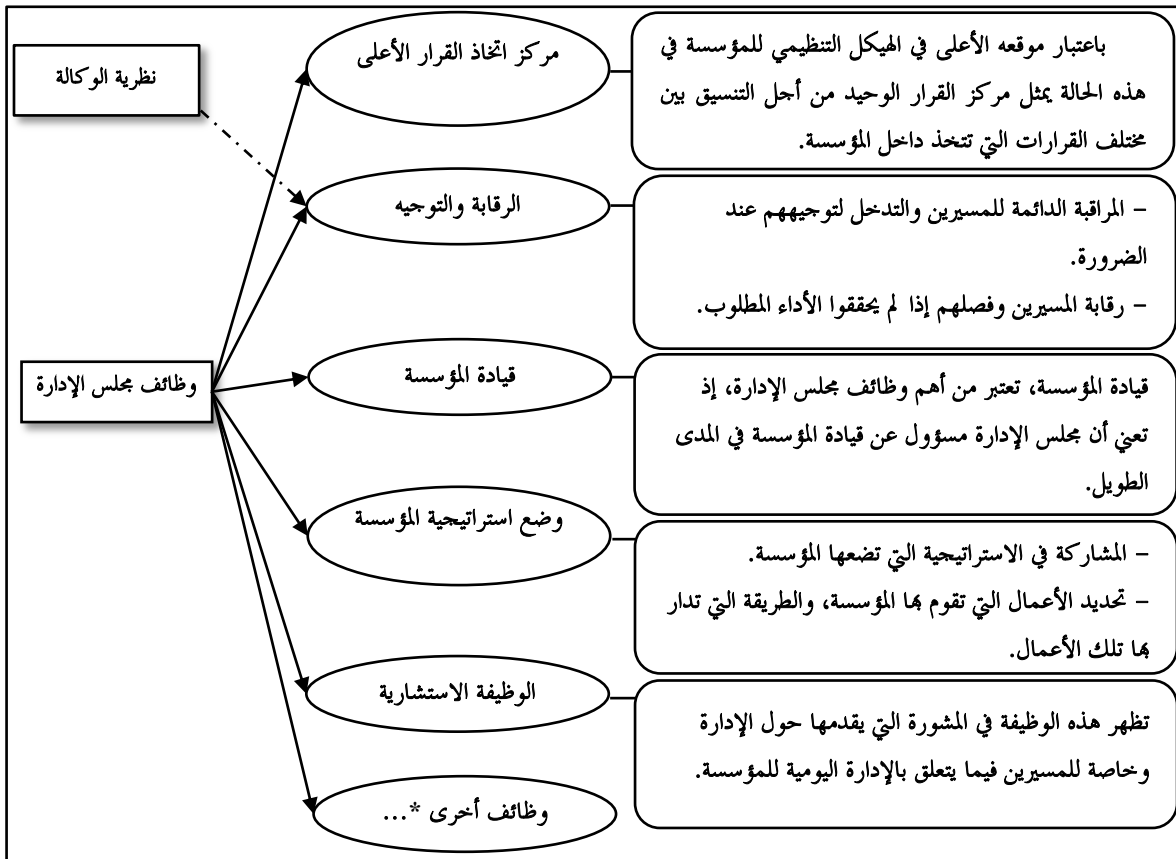 مركز اتخاذ القرار الأعلى
باعتبار موقعه الأعلى في الهيكل التنظيمي للمؤسسة في
هذه الحالة يمثل مركز القرار الوحيد من أجل التنسيق بين
مختلف القرارات التي تتخذ داخل المؤسسة.
نظرية الوكالة
الرقابة والتوجيه
– المراقبة الدائمة للمسيرين والتدخل لتوجيههم عند
الضرورة.
– رقابة المسيرين وفصلهم إذا لم يحققوا الأداء المطلوب.
وظائف مجلس الإدارة
قيادة المؤسسة
قيادة المؤسسة، تعتبر من أهم وظائف مجلس الإدارة، إذ
تعني أن مجلس الإدارة مسؤول عن قيادة المؤسسة في المدى
الطويل.
وضع استراتيجية المؤسسة
– المشاركة في الاستراتيجية التي تضعها المؤسسة.
– تحديد الأعمال التي تقوم بها المؤسسة، والطريقة التي تدار
بها تلك الأعمال.
الوظيفة الاستشارية
تظهر هذه الوظيفة في المشورة التي يقدمها حول الإدارة
وخاصة للمسيرين فيما يتعلق بالإدارة اليومية للمؤسسة.
وظائف أخرى *...